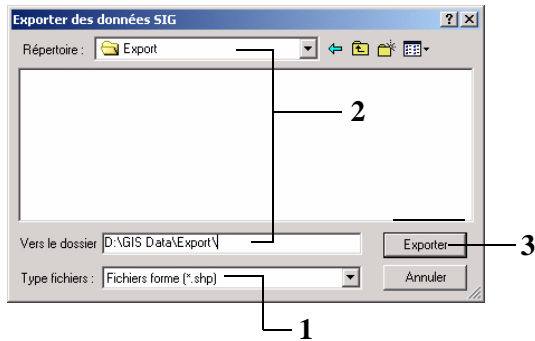 Exporter des données SIG
Répertoire : Export
2
Vers le dossier D:\GIS Data\Export\
Exporter
3
Type fichiers : Fichiers forme (*.shp)
Annuler
1